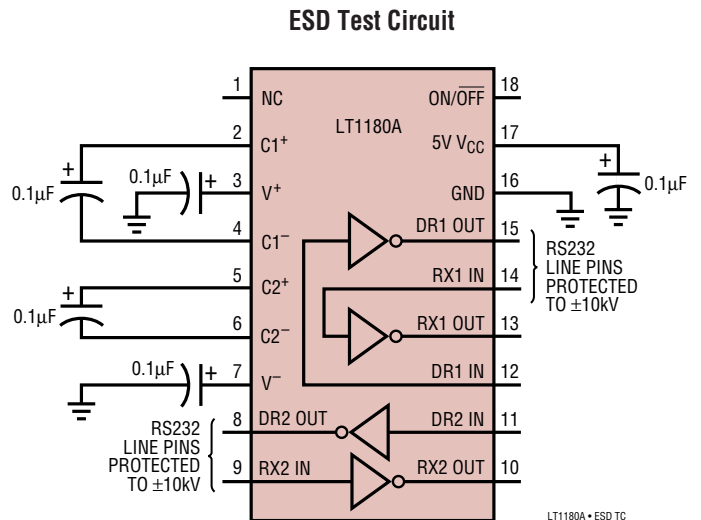 ESD Test Circuit
LT1180A
1 NC
ON/OFF 18
2 C1+
5V VCC 17
+
0.1µF
0.1µF
+
3 V+
GND 16
+
0.1µF
4 C1−
DR1 OUT 15
RS232
LINE PINS
PROTECTED
TO ±10kV
5 C2+
RX1 IN 14
+
0.1µF
6 C2−
RX1 OUT 13
0.1µF
+
7 V−
DR1 IN 12
RS232
LINE PINS
PROTECTED
TO ±10kV
8 DR2 OUT
DR2 IN 11
9 RX2 IN
RX2 OUT 10
LT1180A • ESD TC